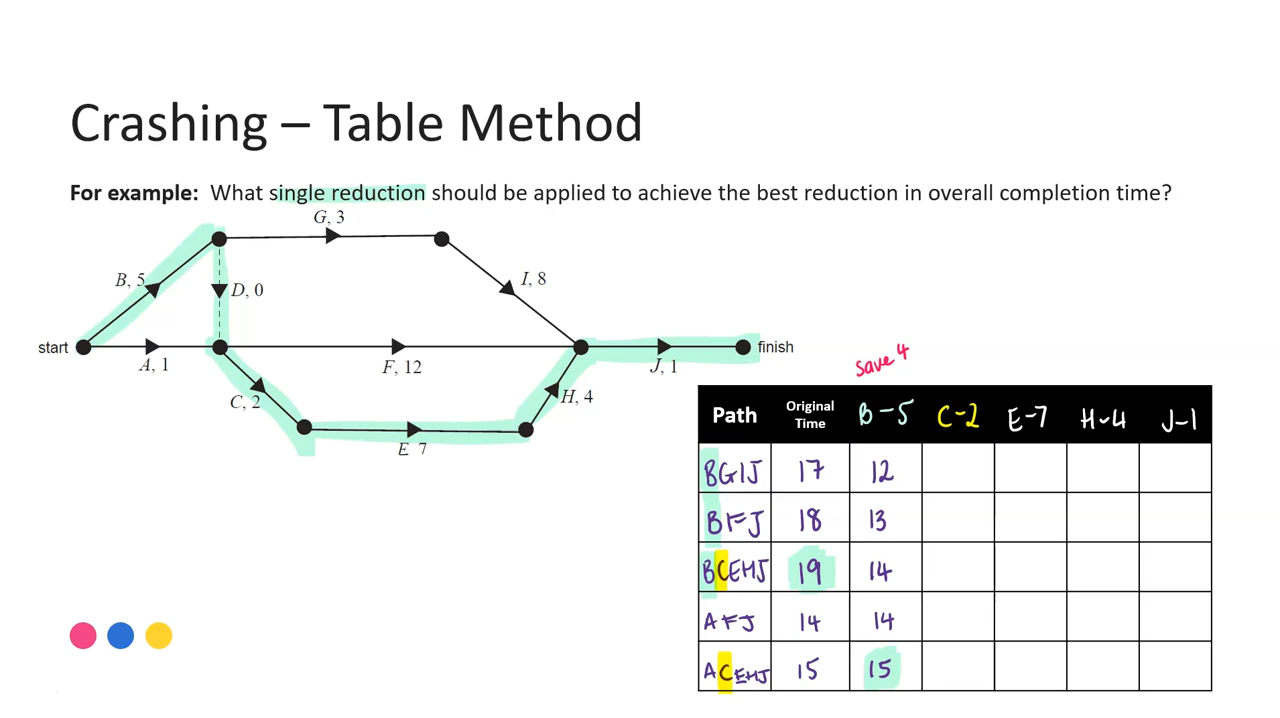 Crashing – Table Method
For example: What single reduction should be applied to achieve the best reduction in overall completion time?
G, 3
B, 5
D, 0
I, 8
start
finish
A, 1
F, 12
J, 1
C, 2
H, 4
E 7
save 4
Path Original Time B-5 C-2 E-7 H-4 J-1
BGIJ 17 12
BFJ 18 13
BCEHJ 19 14
AFJ 14 14
ACEHJ 15 15